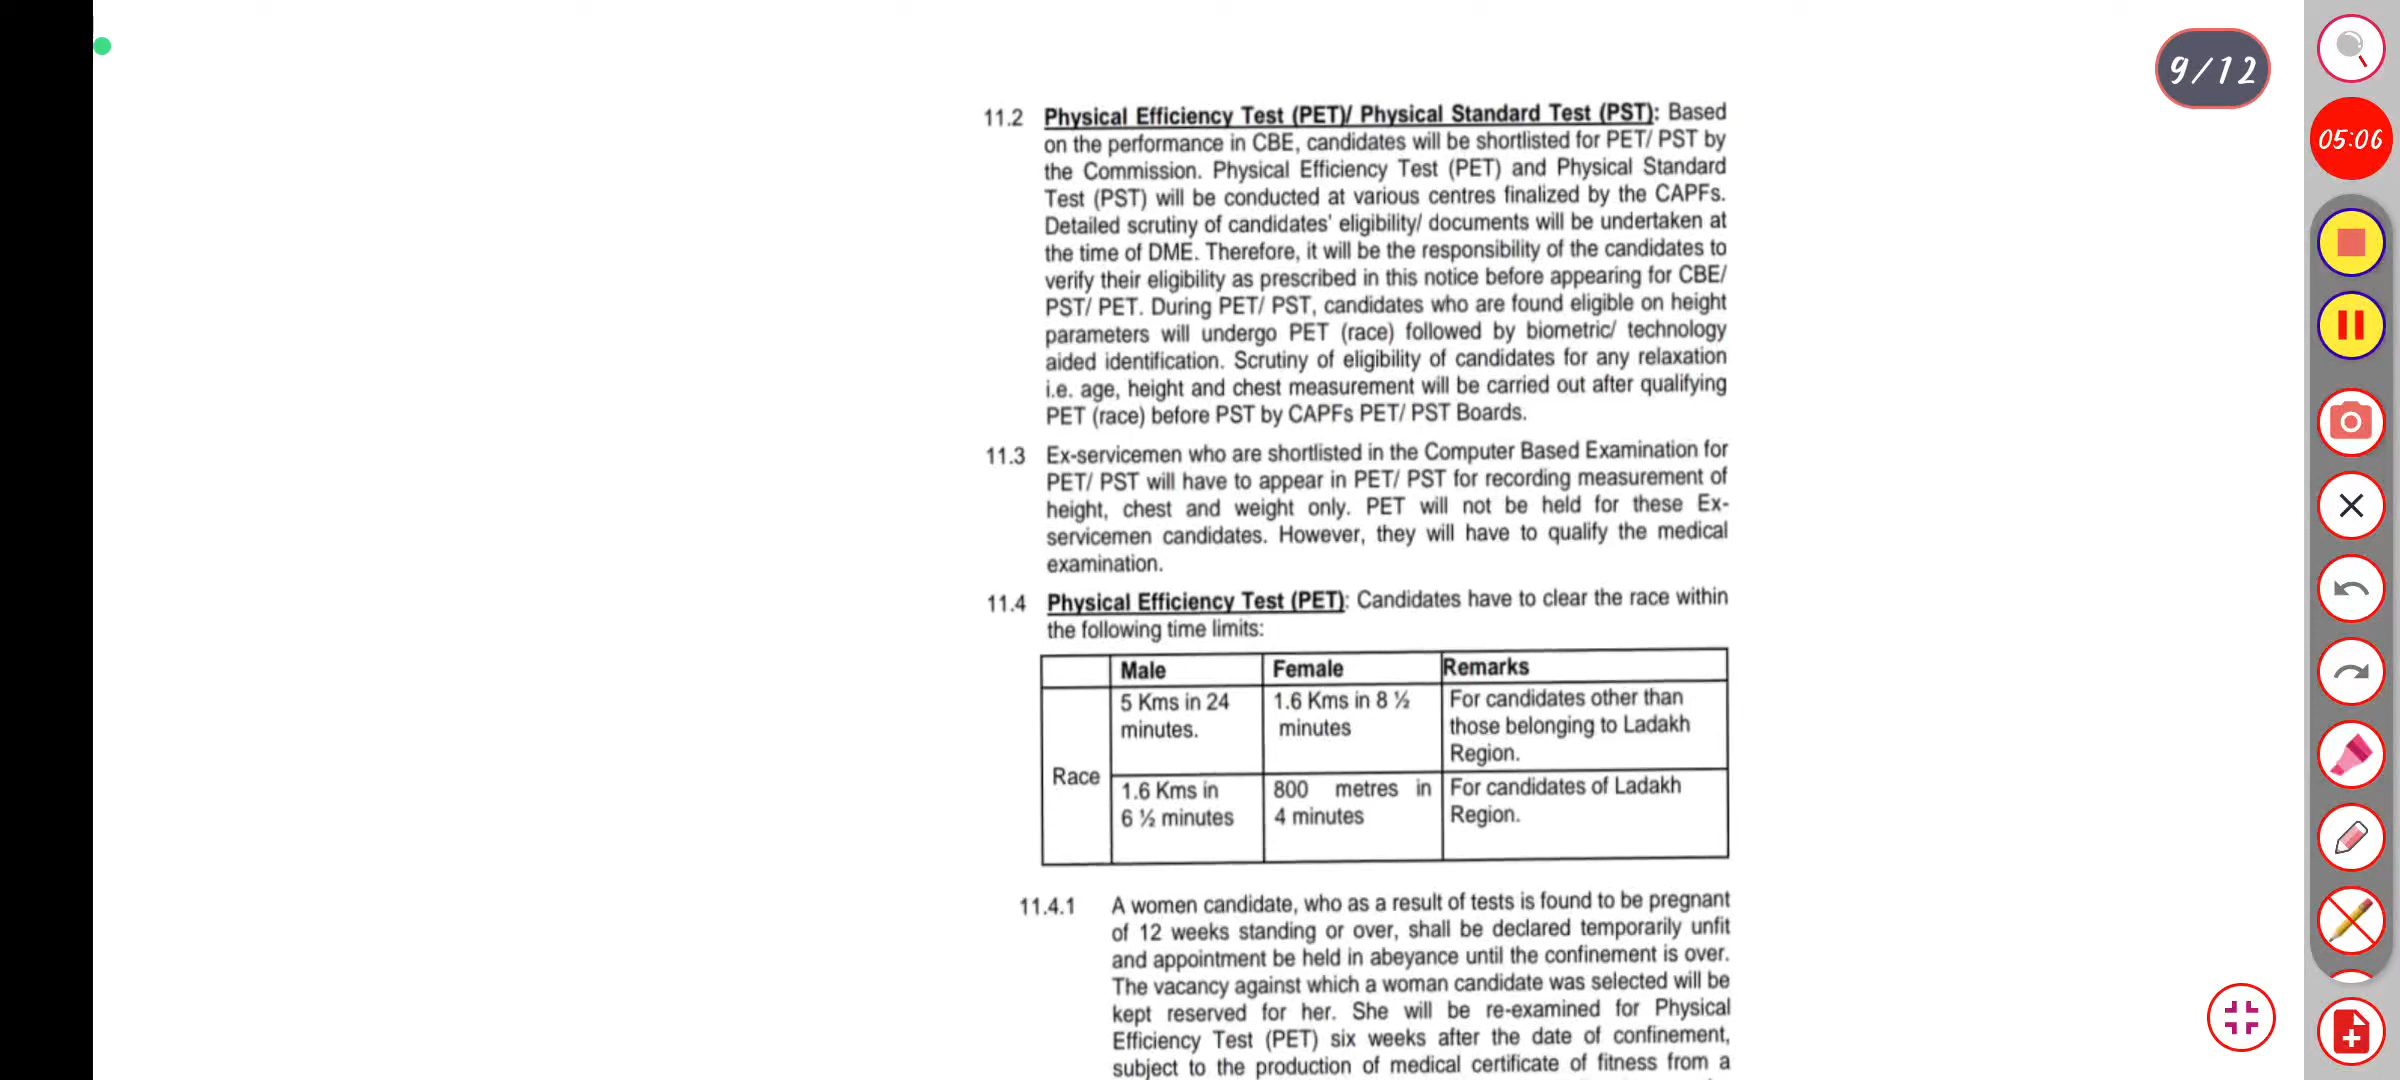 9/12
05:06
11.2 Physical Efficiency Test (PET)/ Physical Standard Test (PST): Based
on the performance in CBE, candidates will be shortlisted for PET/ PST by
the Commission. Physical Efficiency Test (PET) and Physical Standard
Test (PST) will be conducted at various centres finalized by the CAPFs.
Detailed scrutiny of candidates' eligibility/ documents will be undertaken at
the time of DME. Therefore, it will be the responsibility of the candidates to
verify their eligibility as prescribed in this notice before appearing for CBE/
PST/ PET. During PET/ PST, candidates who are found eligible on height
parameters will undergo PET (race) followed by biometric/ technology
aided identification. Scrutiny of eligibility of candidates for any relaxation
i.e. age, height and chest measurement will be carried out after qualifying
PET (race) before PST by CAPFs PET/ PST Boards.
11.3 Ex-servicemen who are shortlisted in the Computer Based Examination for
PET/ PST will have to appear in PET/ PST for recording measurement of
height, chest and weight only. PET will not be held for these Ex-
servicemen candidates. However, they will have to qualify the medical
examination.
11.4 Physical Efficiency Test (PET): Candidates have to clear the race within
the following time limits:
Male Female Remarks
Race
5 Kms in 24
minutes.
1.6 Kms in 8 ½
minutes
For candidates other than
those belonging to Ladakh
Region.
1.6 Kms in
6 ½ minutes
800 metres in
4 minutes
For candidates of Ladakh
Region.
11.4.1 A women candidate, who as a result of tests is found to be pregnant
of 12 weeks standing or over, shall be declared temporarily unfit
and appointment be held in abeyance until the confinement is over.
The vacancy against which a woman candidate was selected will be
kept reserved for her. She will be re-examined for Physical
Efficiency Test (PET) six weeks after the date of confinement,
subject to the production of medical certificate of fitness from a